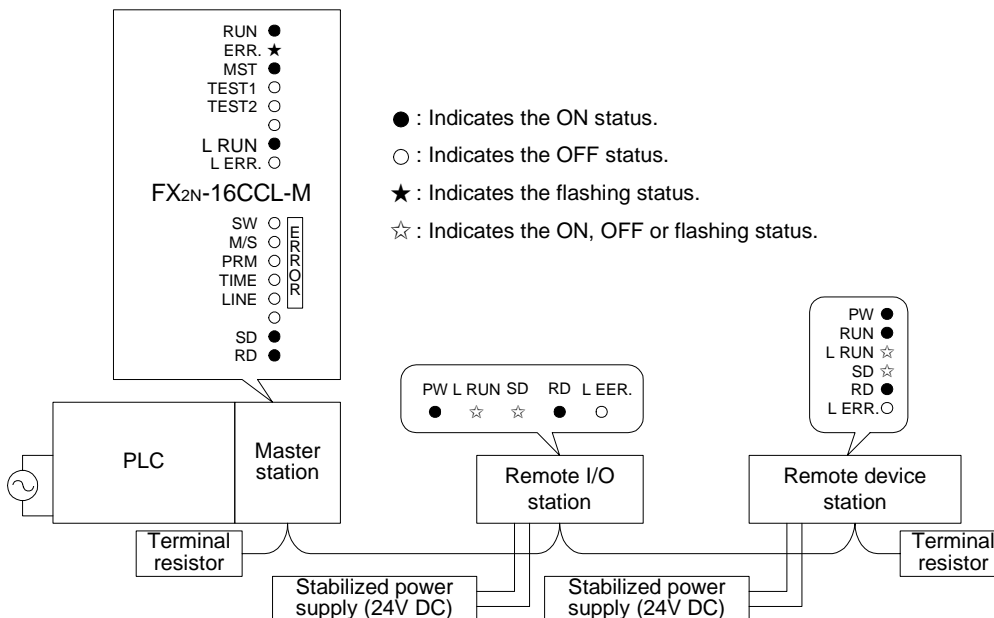 RUN ●
ERR. ★
MST ●
TEST1 ○
TEST2 ○
○
L RUN ●
L ERR. ○
FX2N-16CCL-M
SW ○
M/S ○
PRM ○
TIME ○
LINE ○
ERROR
○
SD ●
RD ●
● : Indicates the ON status.
○ : Indicates the OFF status.
★ : Indicates the flashing status.
☆ : Indicates the ON, OFF or flashing status.
PW L RUN SD RD L EER.
● ☆ ☆ ● ○
PW ●
RUN ●
L RUN ☆
SD ☆
RD ●
L ERR. ○
PLC
Master
station
Remote I/O
station
Remote device
station
Terminal
resistor
Terminal
resistor
Stabilized power
supply (24V DC)
Stabilized power
supply (24V DC)